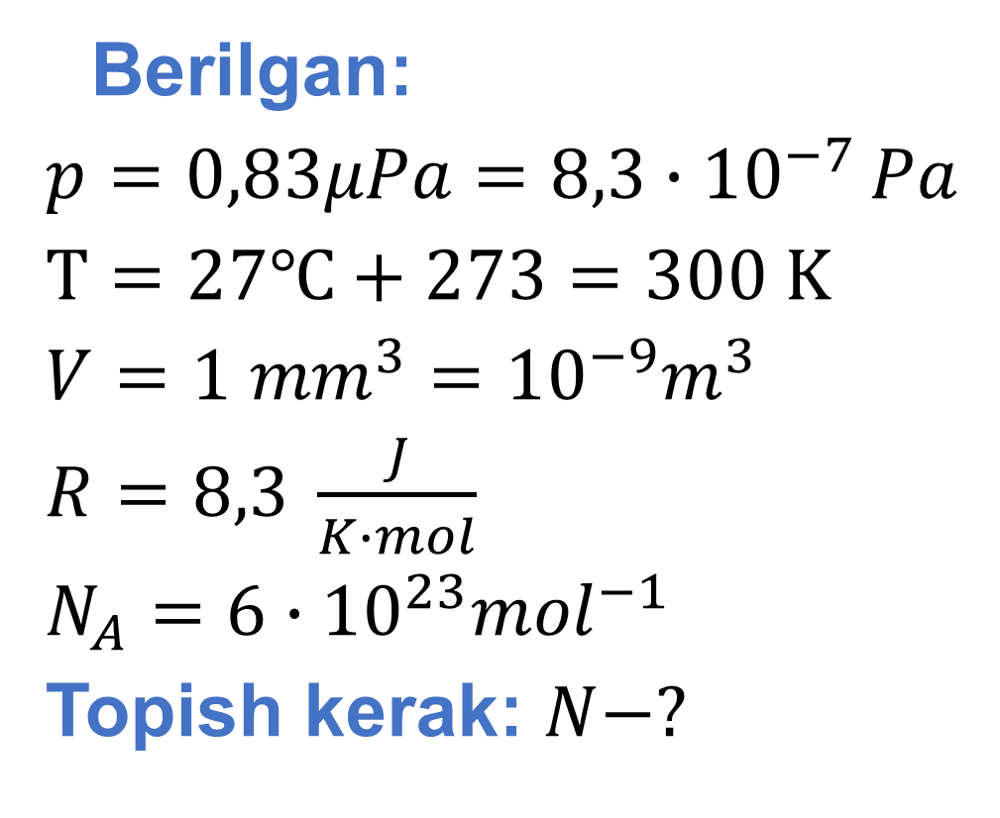 Berilgan:
p = 0,83μPa = 8,3 · 10⁻⁷ Pa
T = 27°C + 273 = 300 K
V = 1 mm³ = 10⁻⁹m³
R = 8,3 J/(K·mol)
N_A = 6 · 10²³mol⁻¹
Topish kerak: N−?